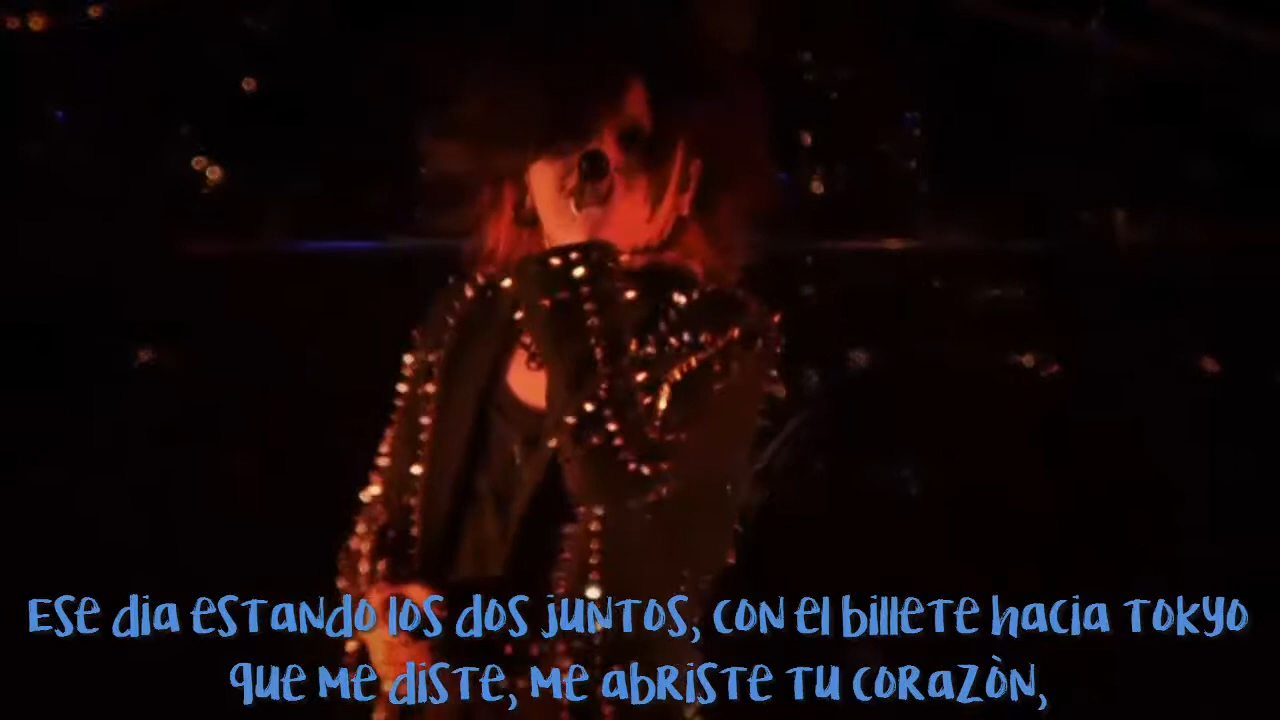 Ese dia estando los dos juntos, con el billete hacia Tokyo
que me diste, me abriste tu corazòn,